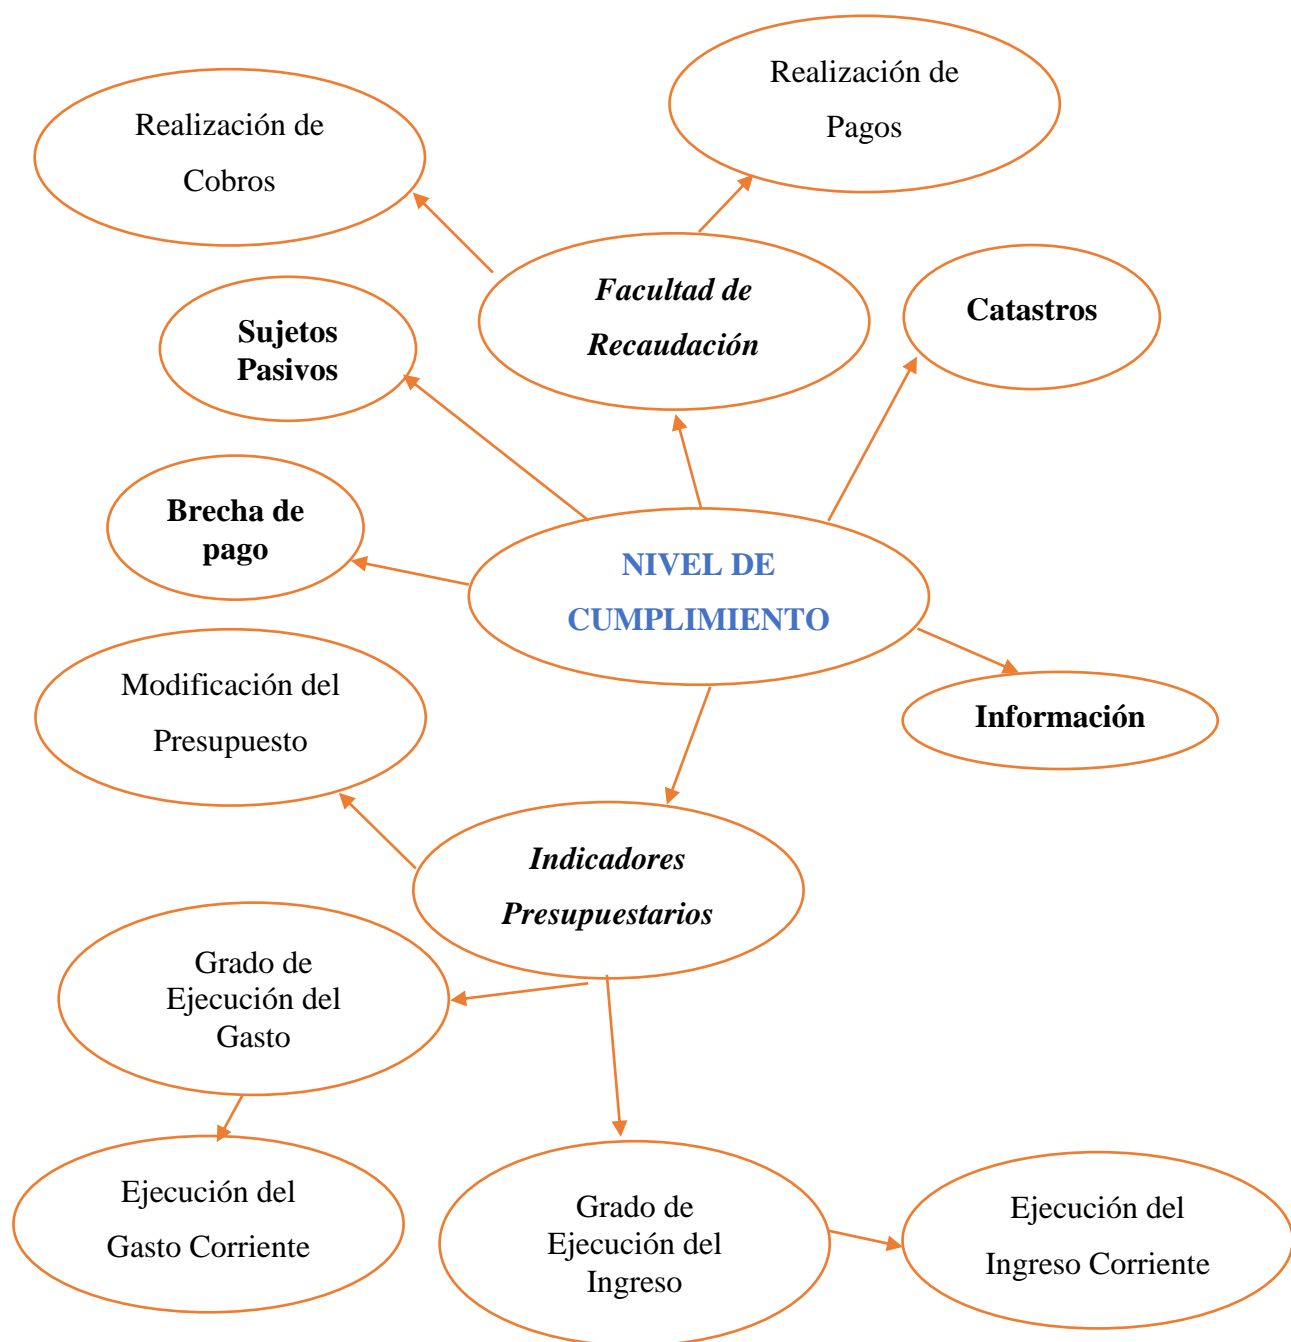 Realización de
Pagos
Realización de
Cobros
Facultad de
Recaudación
Catastros
Sujetos
Pasivos
Brecha de
pago
NIVEL DE
CUMPLIMIENTO
Modificación del
Presupuesto
Información
Indicadores
Presupuestarios
Grado de
Ejecución del
Gasto
Ejecución del
Gasto Corriente
Grado de
Ejecución del
Ingreso
Ejecución del
Ingreso Corriente